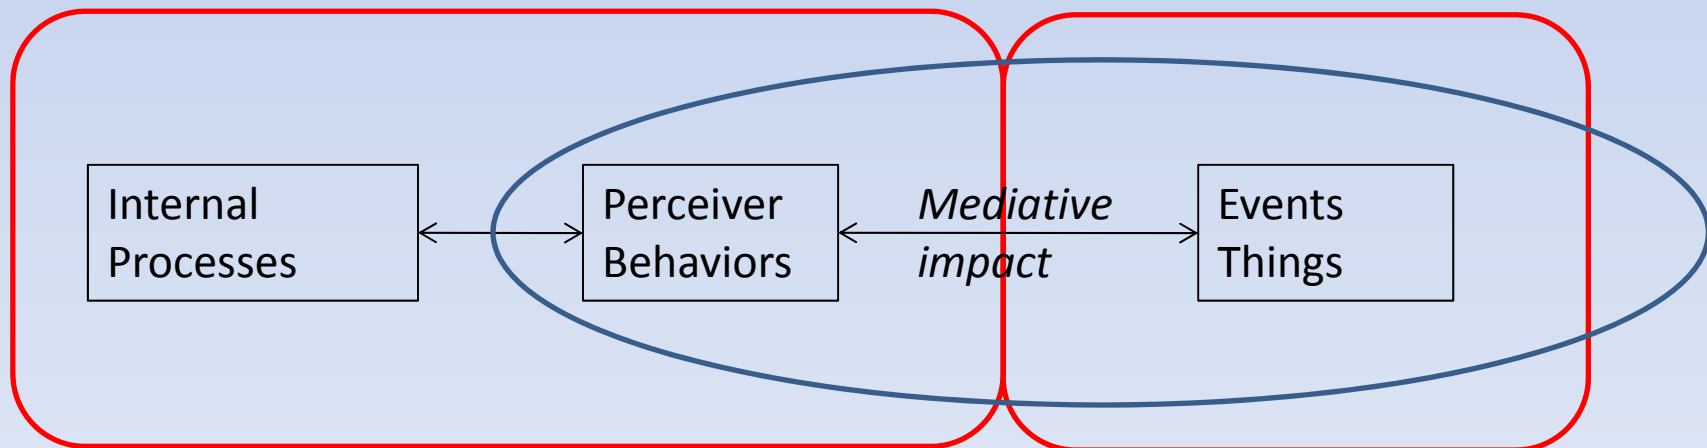 Internal
Processes
Perceiver
Behaviors
Mediative
impact
Events
Things